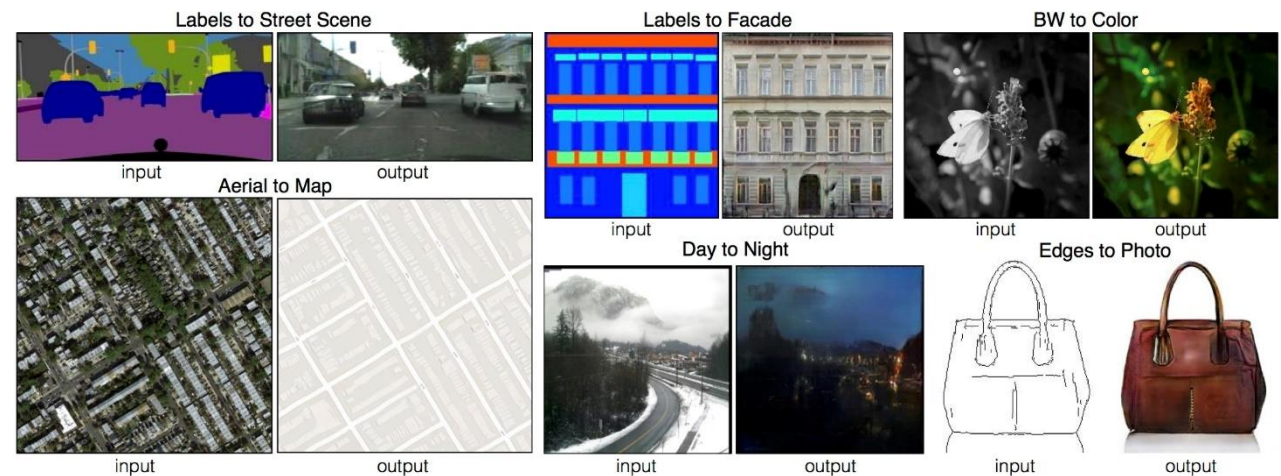 Labels to Street Scene
input
output
Aerial to Map
input
output
Labels to Facade
input
output
BW to Color
input
output
Day to Night
input
output
Edges to Photo
input
output